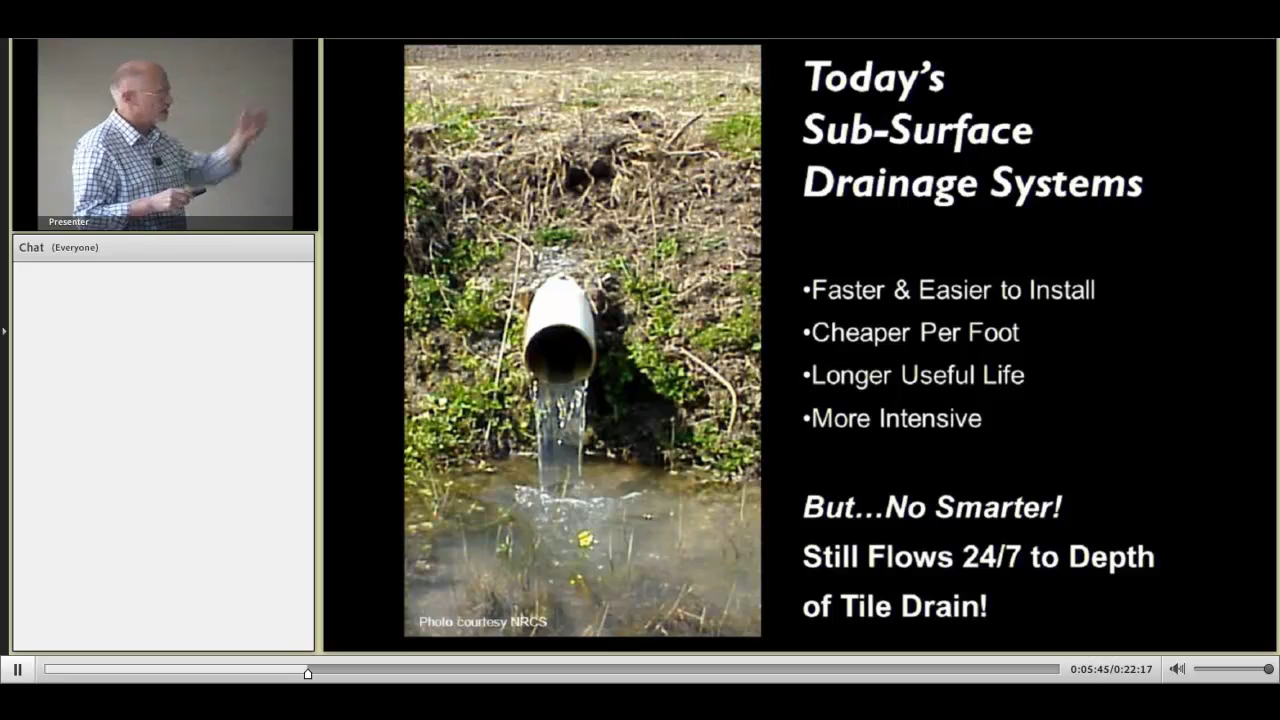 Presenter
Chat (Everyone)
Today's
Sub-Surface
Drainage Systems
•Faster & Easier to Install
•Cheaper Per Foot
•Longer Useful Life
•More Intensive
But...No Smarter!
Still Flows 24/7 to Depth
of Tile Drain!
Photo courtesy NRCS
0:05:45/0:22:17